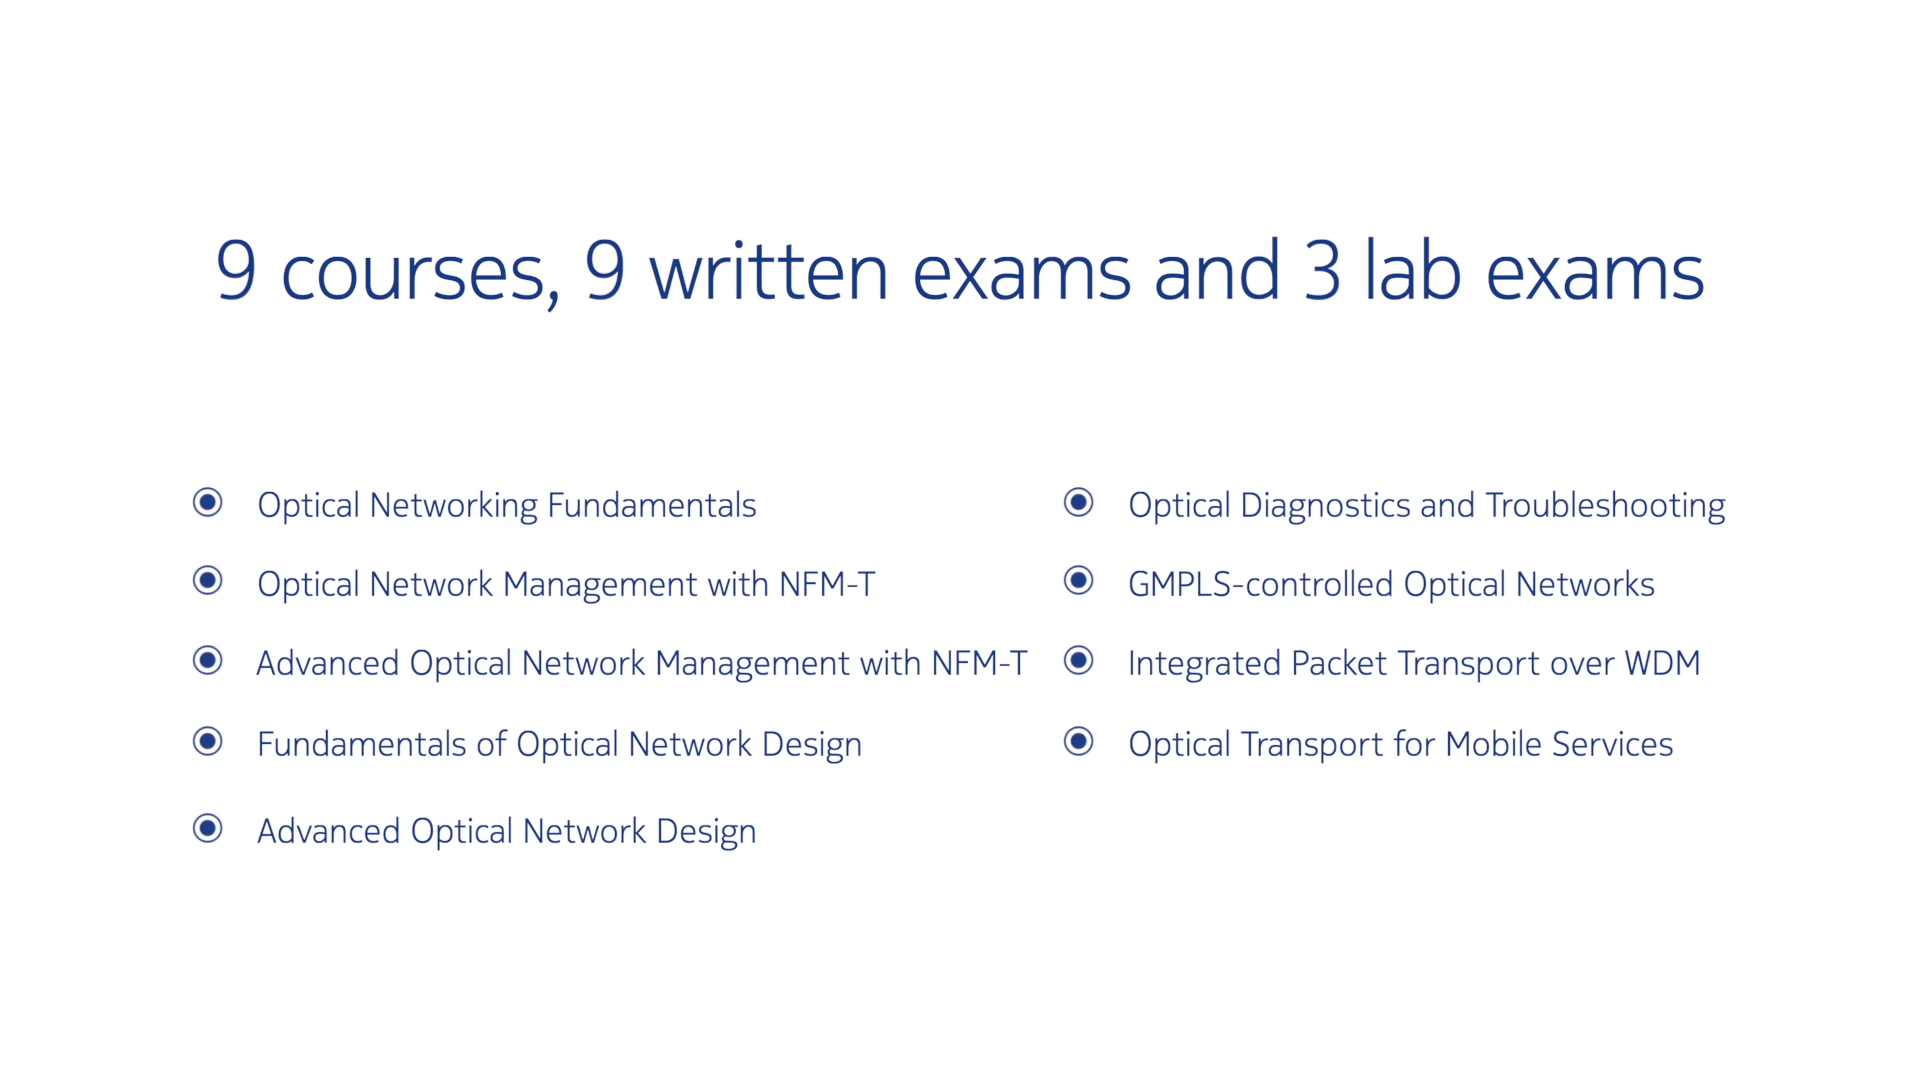 9 courses, 9 written exams and 3 lab exams
Optical Networking Fundamentals
Optical Network Management with NFM-T
Advanced Optical Network Management with NFM-T
Fundamentals of Optical Network Design
Advanced Optical Network Design
Optical Diagnostics and Troubleshooting
GMPLS-controlled Optical Networks
Integrated Packet Transport over WDM
Optical Transport for Mobile Services